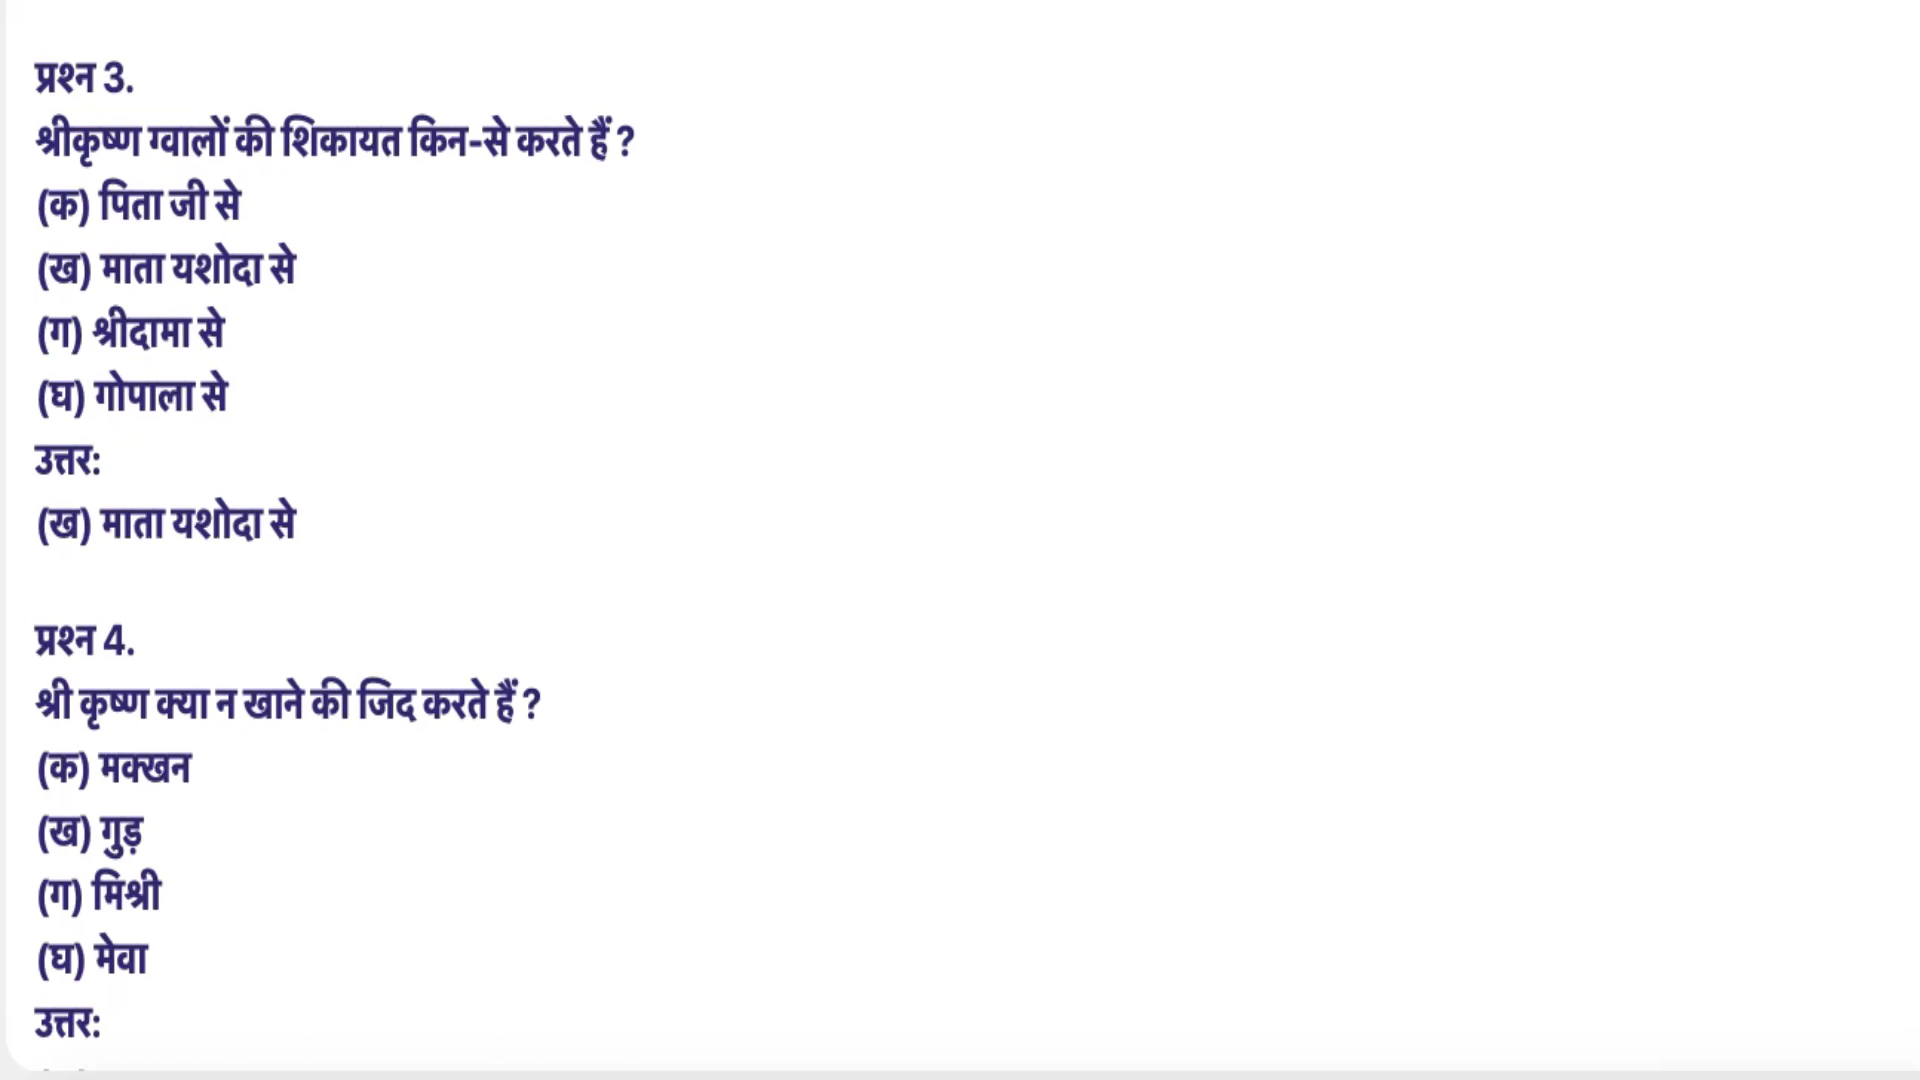 प्रश्न 3.
श्रीकृष्ण ग्वालों की शिकायत किन-से करते हैं ?
(क) पिता जी से
(ख) माता यशोदा से
(ग) श्रीदामा से
(घ) गोपाला से
उत्तर:
(ख) माता यशोदा से
प्रश्न 4.
श्री कृष्ण क्या न खाने की जिद करते हैं ?
(क) मक्खन
(ख) गुड़
(ग) मिश्री
(घ) मेवा
उत्तर: